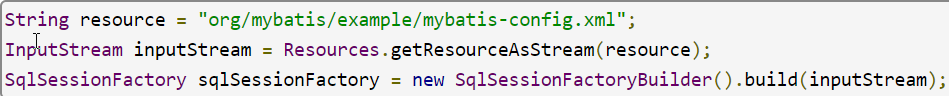 String resource = "org/mybatis/example/mybatis-config.xml";
InputStream inputStream = Resources.getResourceAsStream(resource);
SqlSessionFactory sqlSessionFactory = new SqlSessionFactoryBuilder().build(inputStream);